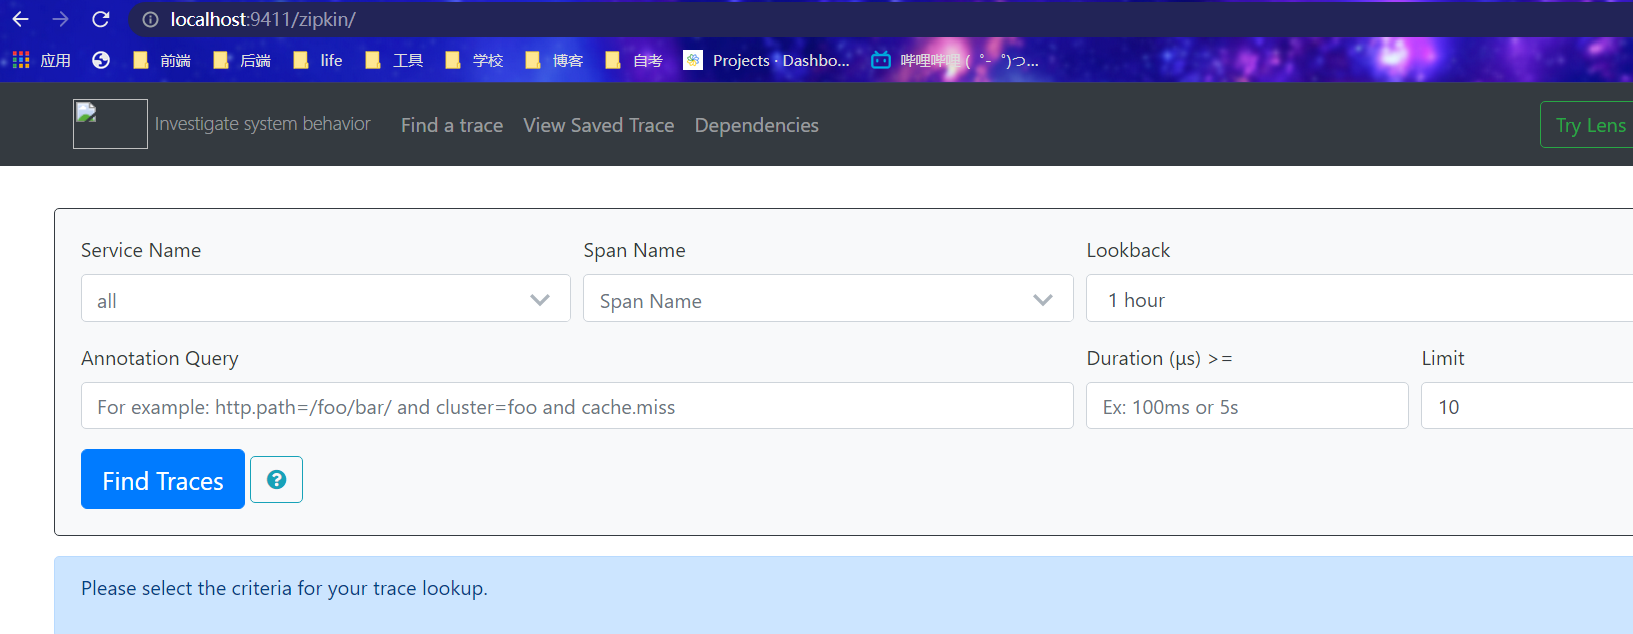 localhost:9411/zipkin/
应用 前端 后端 life 工具 学校 博客 自考 Projects · Dashbo... 哔哩哔哩 ( ゜- ゜)つ...
Investigate system behavior Find a trace View Saved Trace Dependencies Try Lens
Service Name Span Name Lookback
all Span Name 1 hour
Annotation Query Duration (μs) >= Limit
For example: http.path=/foo/bar/ and cluster=foo and cache.miss Ex: 100ms or 5s 10
Find Traces ?
Please select the criteria for your trace lookup.